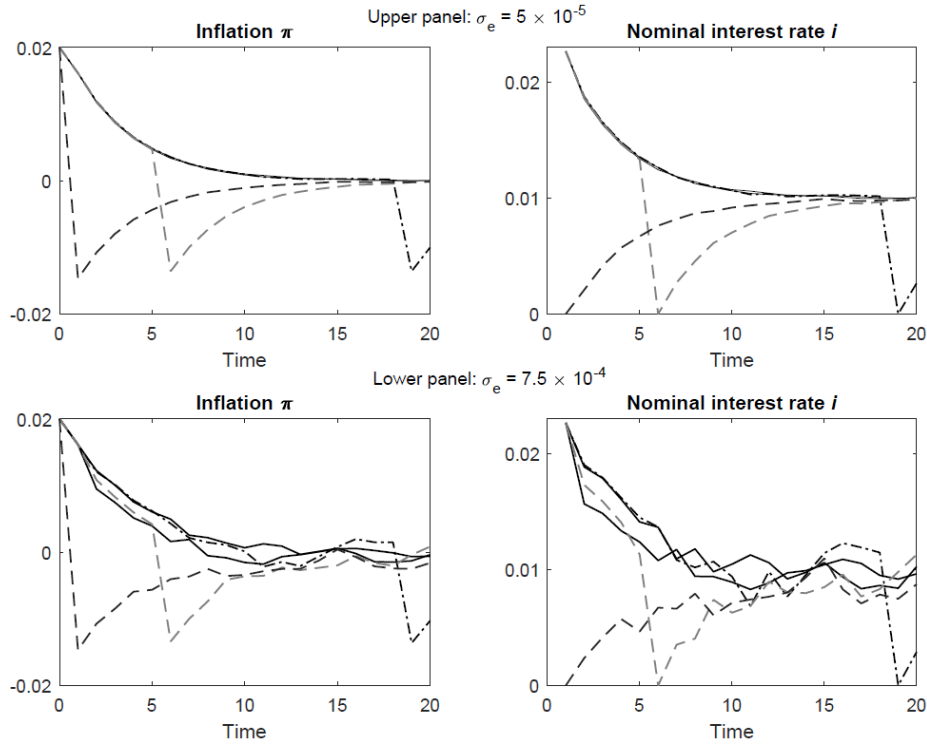 Upper panel: σe = 5 × 10-5
Inflation π
Nominal interest rate i
0.02
0
-0.02
0 5 10 15 20
Time
0.02
0.01
0
0 5 10 15 20
Time
Lower panel: σe = 7.5 × 10-4
Inflation π
Nominal interest rate i
0.02
0
-0.02
0 5 10 15 20
Time
0.02
0.01
0
0 5 10 15 20
Time